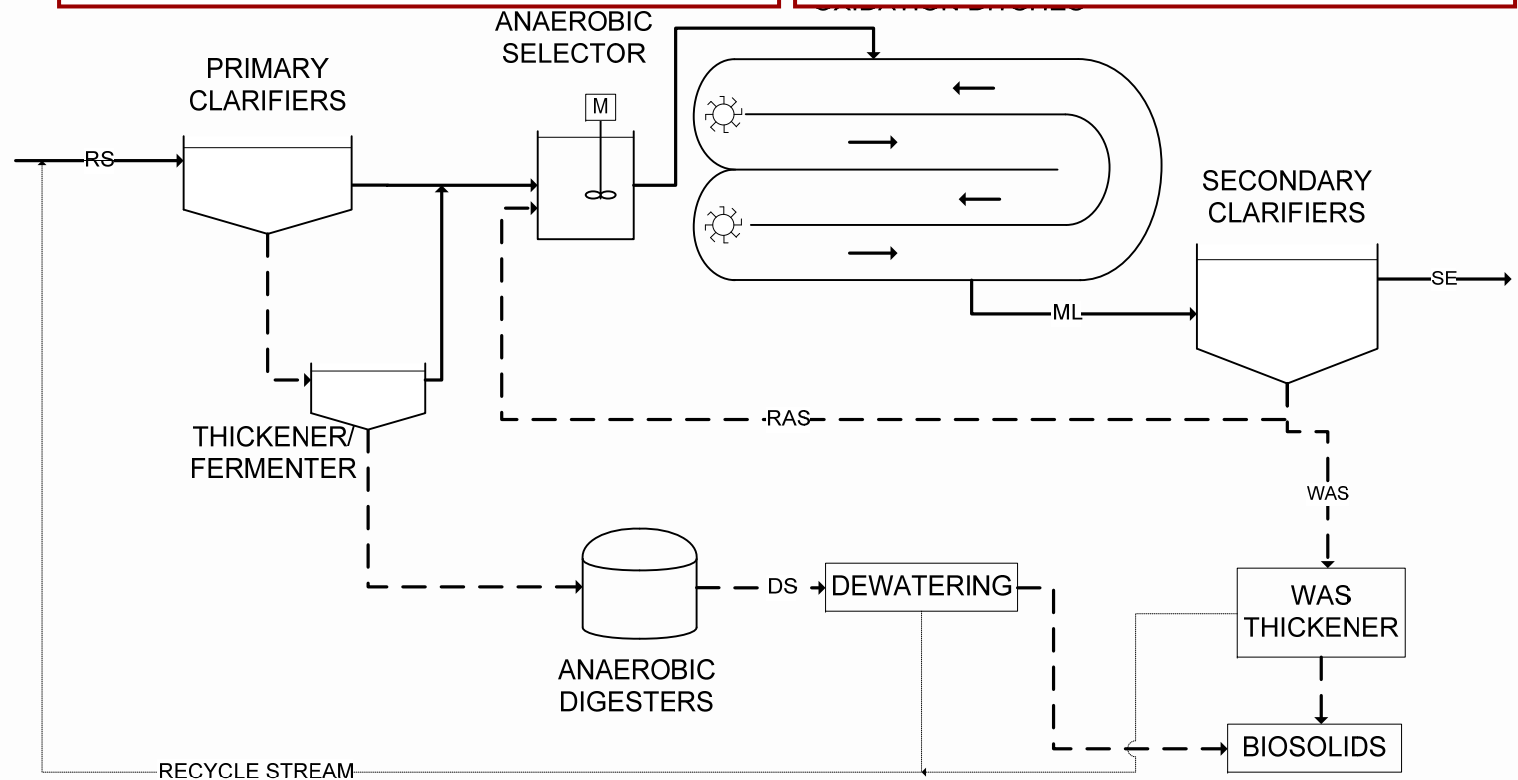 ANAEROBIC
SELECTOR
PRIMARY
CLARIFIERS
M
RS
SECONDARY
CLARIFIERS
SE
ML
RAS
THICKENER/
FERMENTER
WAS
DS
DEWATERING
WAS
THICKENER
ANAEROBIC
DIGESTERS
BIOSOLIDS
RECYCLE STREAM